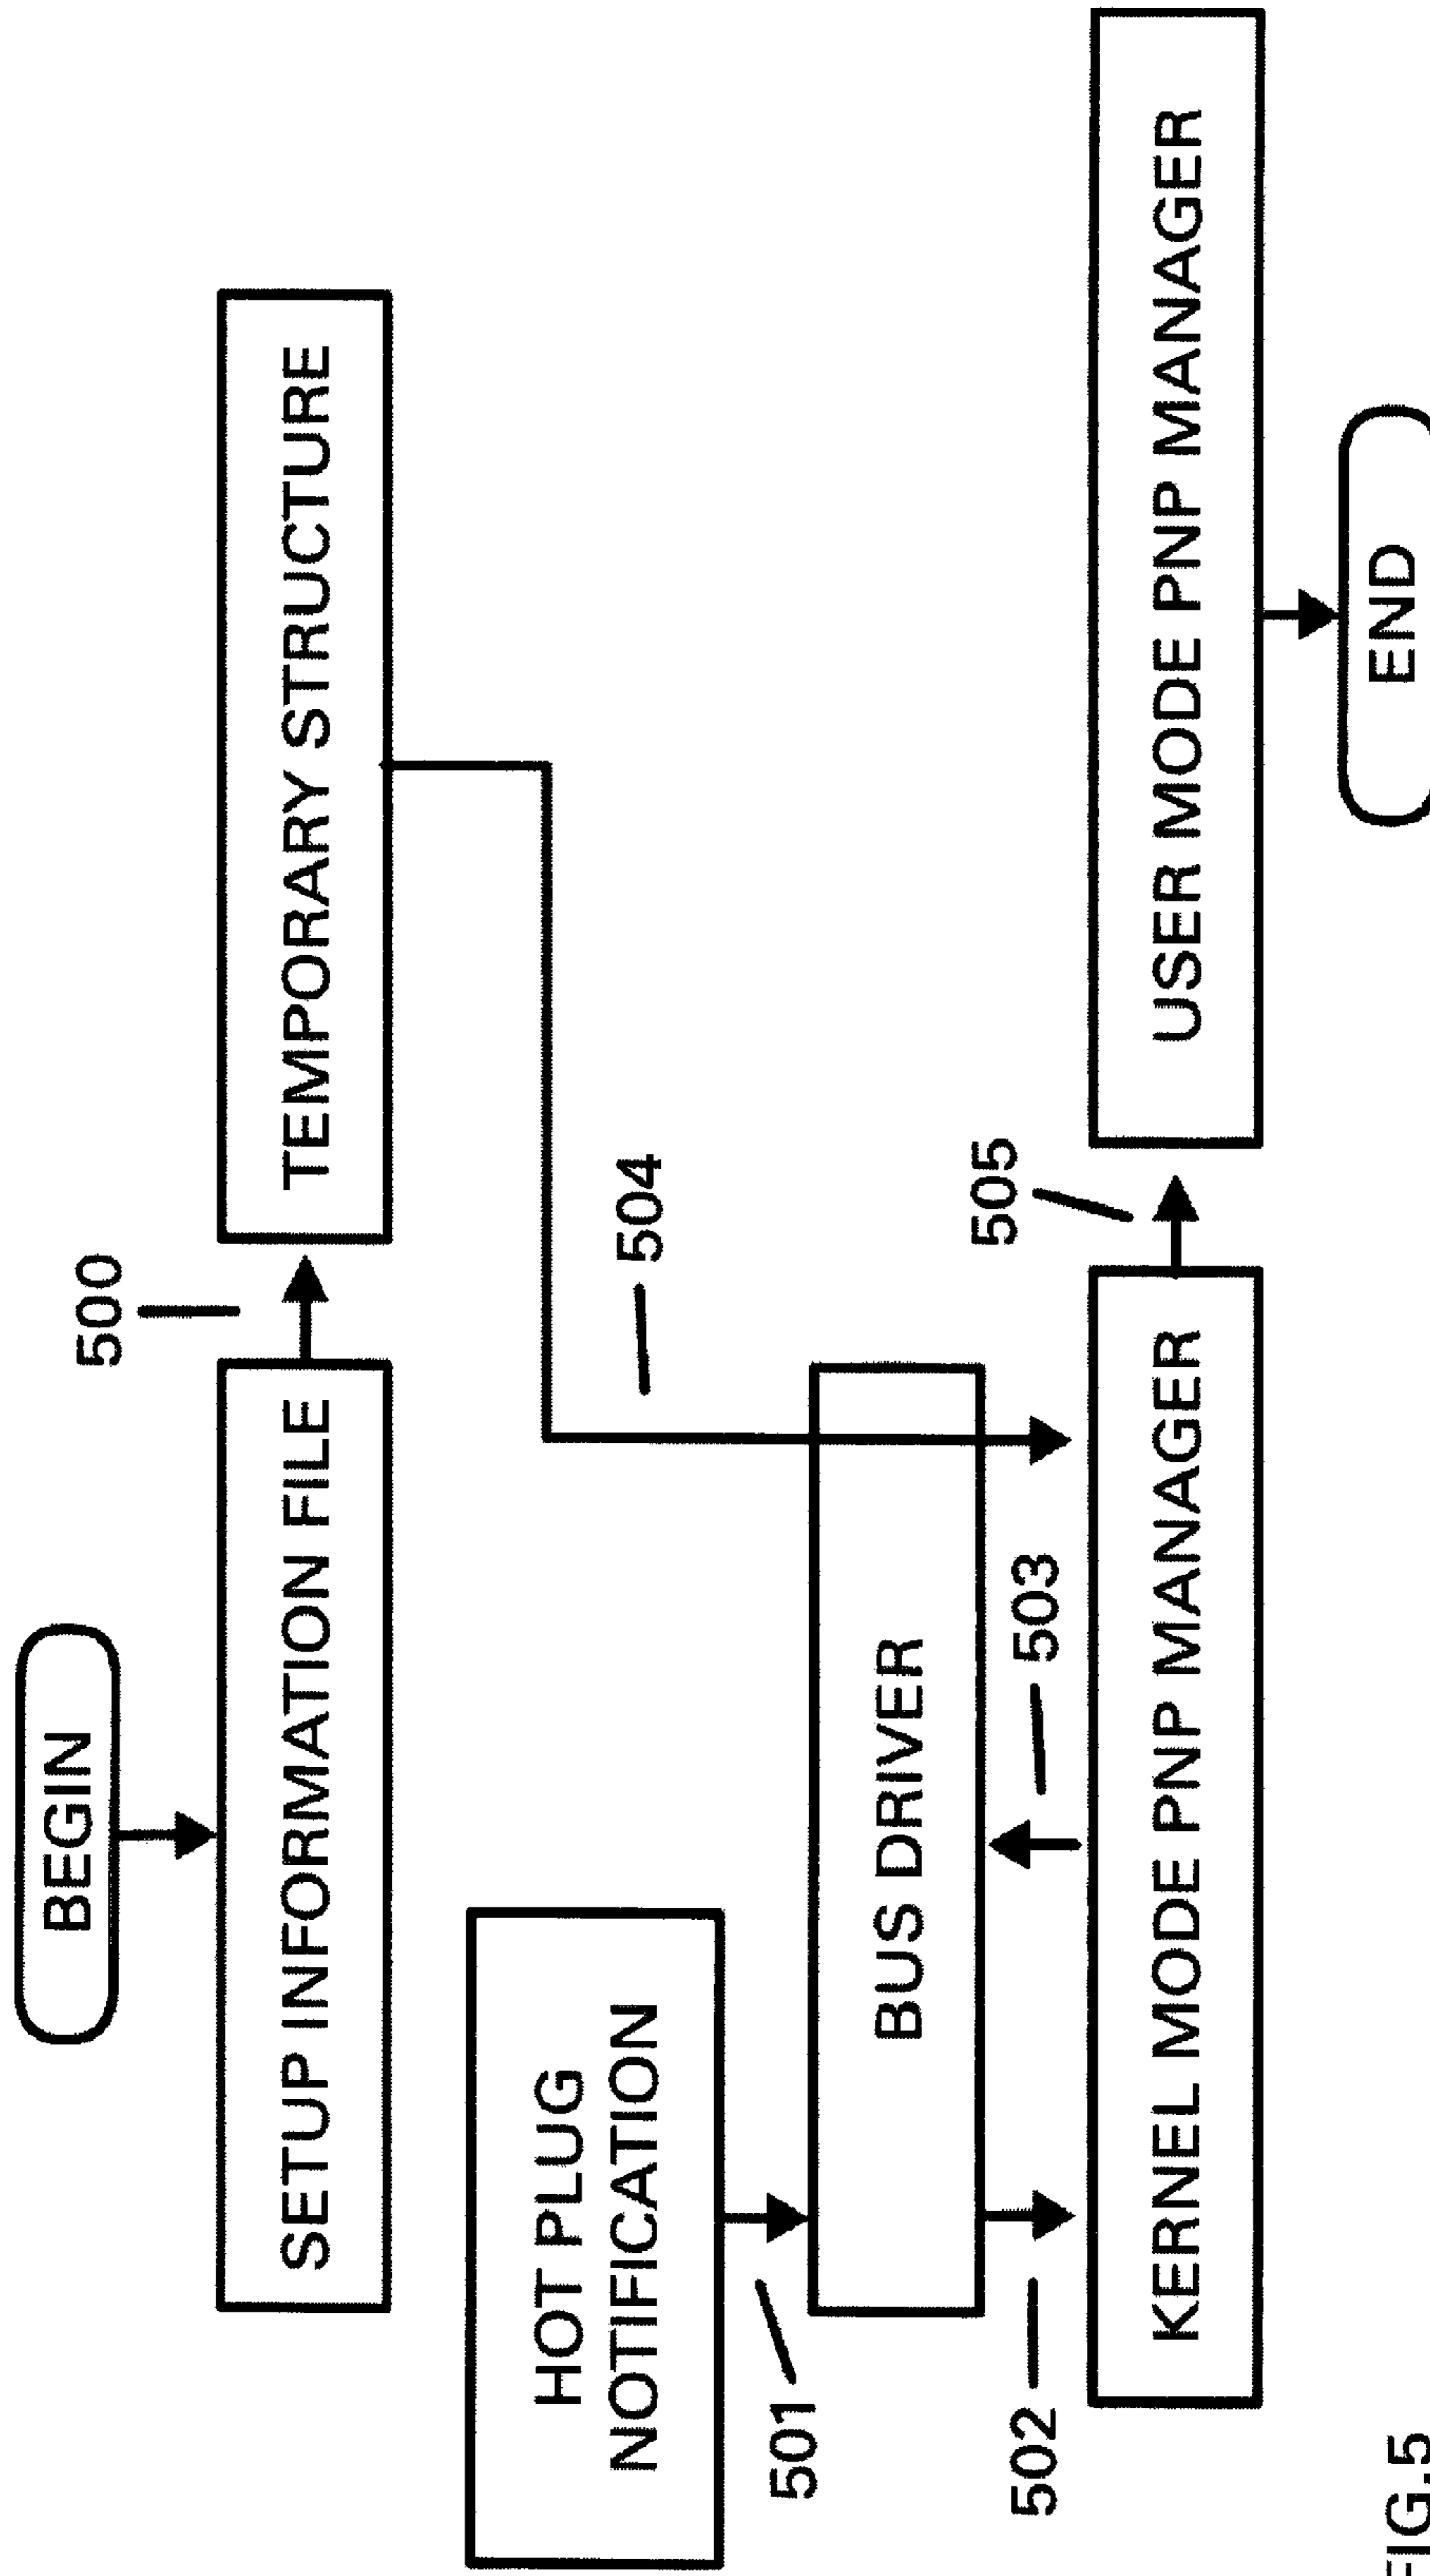 BEGIN
500
SETUP INFORMATION FILE
TEMPORARY STRUCTURE
HOT PLUG
NOTIFICATION
504
501
BUS DRIVER
502
503
505
KERNEL MODE PNP MANAGER
USER MODE PNP MANAGER
END
FIG.5